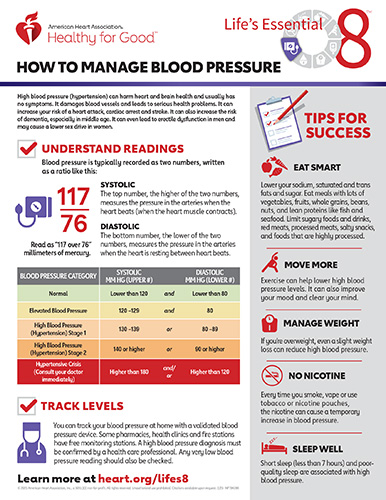 American Heart Association.
Healthy for Good™
Life's Essential 8™
HOW TO MANAGE BLOOD PRESSURE
High blood pressure (hypertension) can harm heart and brain health and usually has
no symptoms. It damages blood vessels and leads to serious health problems. It can
increase your risk of a heart attack, cardiac arrest and stroke. It can also increase the risk
of dementia, especially in middle age. It can even lead to erectile dysfunction in men and
may cause a lower sex drive in women.
UNDERSTAND READINGS
Blood pressure is typically recorded as two numbers, written
as a ratio like this:
117
76
Read as "117 over 76"
millimeters of mercury.
SYSTOLIC
The top number, the higher of the two numbers,
measures the pressure in the arteries when the
heart beats (when the heart muscle contracts).
DIASTOLIC
The bottom number, the lower of the two
numbers, measures the pressure in the arteries
when the heart is resting between heart beats.
BLOOD PRESSURE CATEGORY
SYSTOLIC
MM HG (UPPER #)
DIASTOLIC
MM HG (LOWER #)
Normal Lower than 120 and Lower than 80
Elevated Blood Pressure 120 –129 and 80
High Blood Pressure
(Hypertension) Stage 1
130 –139 or 80 –89
High Blood Pressure
(Hypertension) Stage 2
140 or higher or 90 or higher
Hypertensive Crisis
(Consult your doctor
immediately)
Higher than 180 and/
or Higher than 120
TRACK LEVELS
You can track your blood pressure at home with a validated blood
pressure device. Some pharmacies, health clinics and fire stations
have free monitoring stations. A high blood pressure diagnosis must
be confirmed by a health care professional. Any very low blood
pressure reading should also be checked.
Learn more at heart.org/lifes8
TIPS FOR
SUCCESS
EAT SMART
Lower your sodium, saturated and trans
fats and sugar. Eat meals with lots of
vegetables, fruits, whole grains, beans,
nuts, and lean proteins like fish and
seafood. Limit sugary foods and drinks,
red meats, processed meats, salty snacks,
and foods that are highly processed.
MOVE MORE
Exercise can help lower high blood
pressure levels. It can also improve
your mood and clear your mind.
MANAGE WEIGHT
If you're overweight, even a slight weight
loss can reduce high blood pressure.
NO NICOTINE
Every time you smoke, vape or use
tobacco or nicotine pouches,
the nicotine can cause a temporary
increase in blood pressure.
SLEEP WELL
Short sleep (less than 7 hours) and poor-
quality sleep are associated with high
blood pressure.